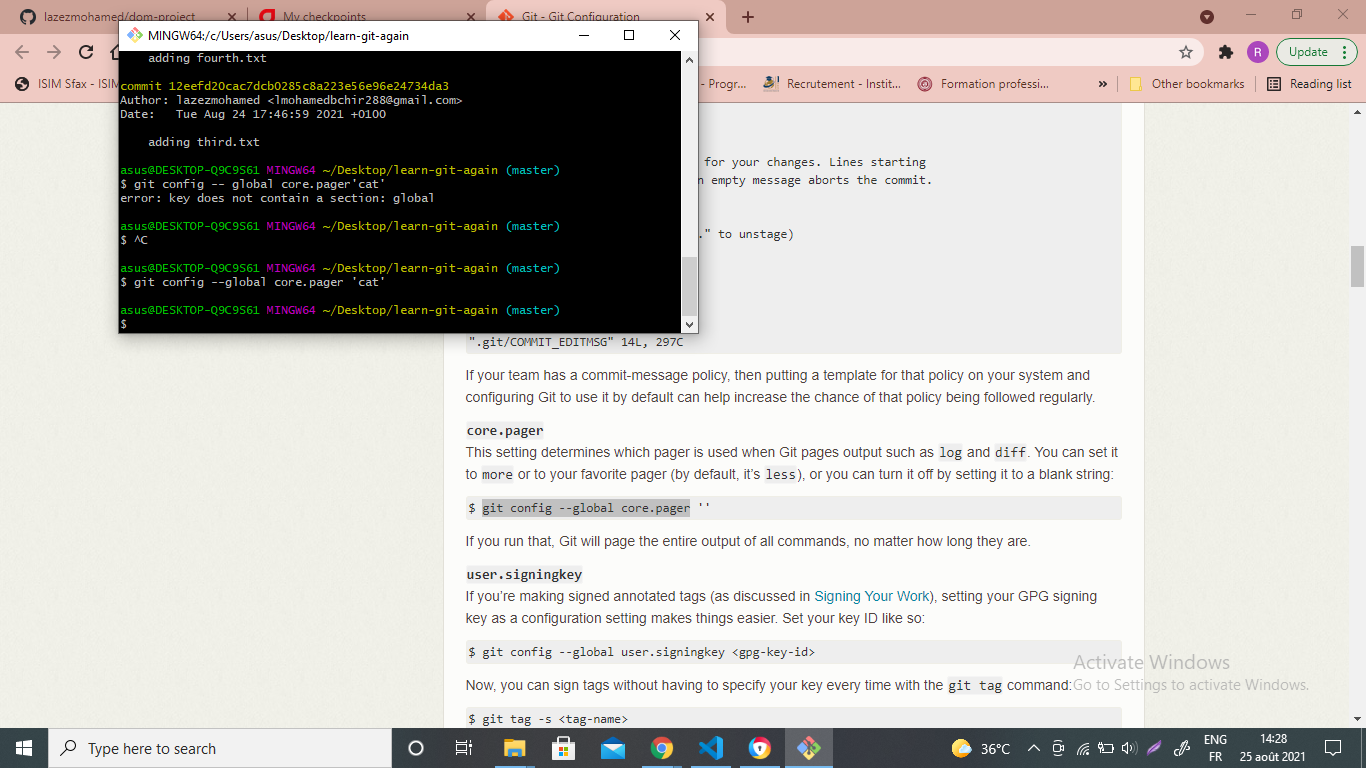 lazezmohamed/dom-project
My checkpoints
Git - Git Configuration
MINGW64:/c/Users/asus/Desktop/learn-git-again
R
Update
ISIM Sfax - ISIM
- Progr...
Recrutement - Instit...
Formation professi...
»
Other bookmarks
Reading list
adding fourth.txt
commit 12eefd20cac7dcb0285c8a223e56e96e24734da3
Author: lazezmohamed <lmohamedbchir288@gmail.com>
Date: Tue Aug 24 17:46:59 2021 +0100
adding third.txt
asus@DESKTOP-Q9C9S61 MINGW64 ~/Desktop/learn-git-again (master)
$ git config -- global core.pager'cat'
error: key does not contain a section: global
asus@DESKTOP-Q9C9S61 MINGW64 ~/Desktop/learn-git-again (master)
$ ^C
asus@DESKTOP-Q9C9S61 MINGW64 ~/Desktop/learn-git-again (master)
$ git config --global core.pager 'cat'
asus@DESKTOP-Q9C9S61 MINGW64 ~/Desktop/learn-git-again (master)
$
for your changes. Lines starting
n empty message aborts the commit.
." to unstage)
".git/COMMIT_EDITMSG" 14L, 297C
If your team has a commit-message policy, then putting a template for that policy on your system and
configuring Git to use it by default can help increase the chance of that policy being followed regularly.
core.pager
This setting determines which pager is used when Git pages output such as log and diff. You can set it
to more or to your favorite pager (by default, it's less), or you can turn it off by setting it to a blank string:
$ git config --global core.pager ''
If you run that, Git will page the entire output of all commands, no matter how long they are.
user.signingkey
If you're making signed annotated tags (as discussed in Signing Your Work), setting your GPG signing
key as a configuration setting makes things easier. Set your key ID like so:
$ git config --global user.signingkey <gpg-key-id>
Now, you can sign tags without having to specify your key every time with the git tag command:
$ git tag -s <tag-name>
Activate Windows
Go to Settings to activate Windows.
Type here to search
36°C
ENG
FR
14:28
25 août 2021